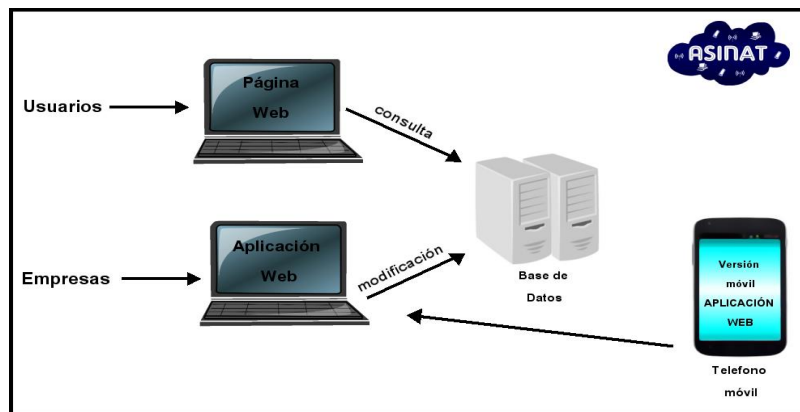 ASINAT
Usuarios
Página
Web
consulta
Empresas
Aplicación
Web
modificación
Base de
Datos
Versión
móvil
APLICACIÓN
WEB
Telefono
móvil